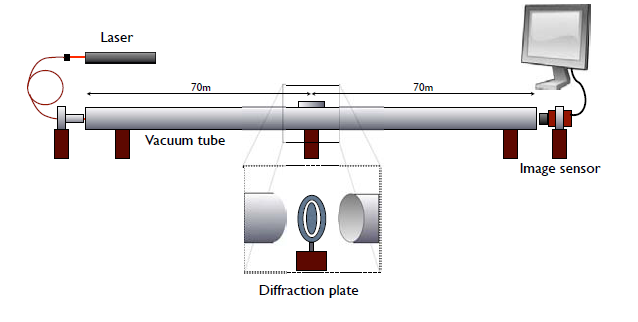 Laser
70m
70m
Vacuum tube
Image sensor
Diffraction plate